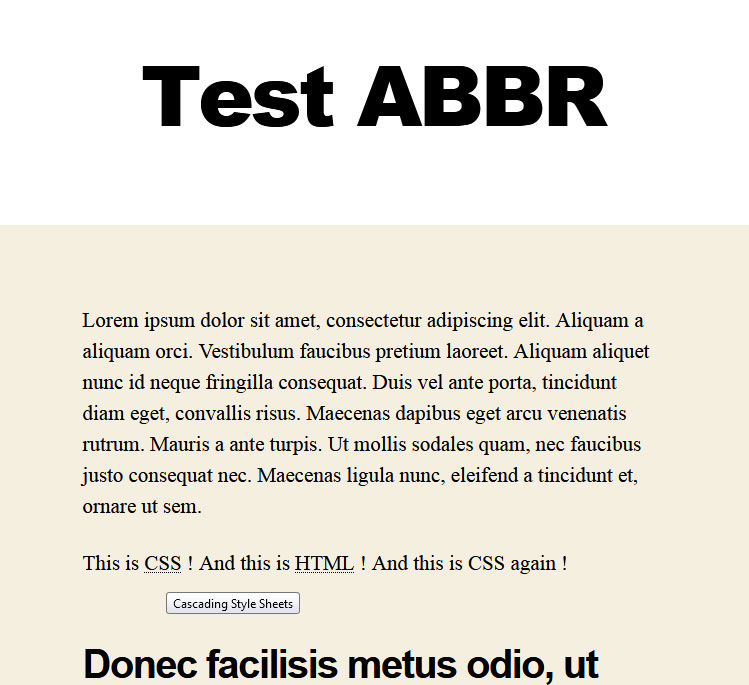 Test ABBR
Lorem ipsum dolor sit amet, consectetur adipiscing elit. Aliquam a
aliquam orci. Vestibulum faucibus pretium laoreet. Aliquam aliquet
nunc id neque fringilla consequat. Duis vel ante porta, tincidunt
diam eget, convallis risus. Maecenas dapibus eget arcu venenatis
rutrum. Mauris a ante turpis. Ut mollis sodales quam, nec faucibus
justo consequat nec. Maecenas ligula nunc, eleifend a tincidunt et,
ornare ut sem.
This is CSS ! And this is HTML ! And this is CSS again !
Cascading Style Sheets
Donec facilisis metus odio, ut